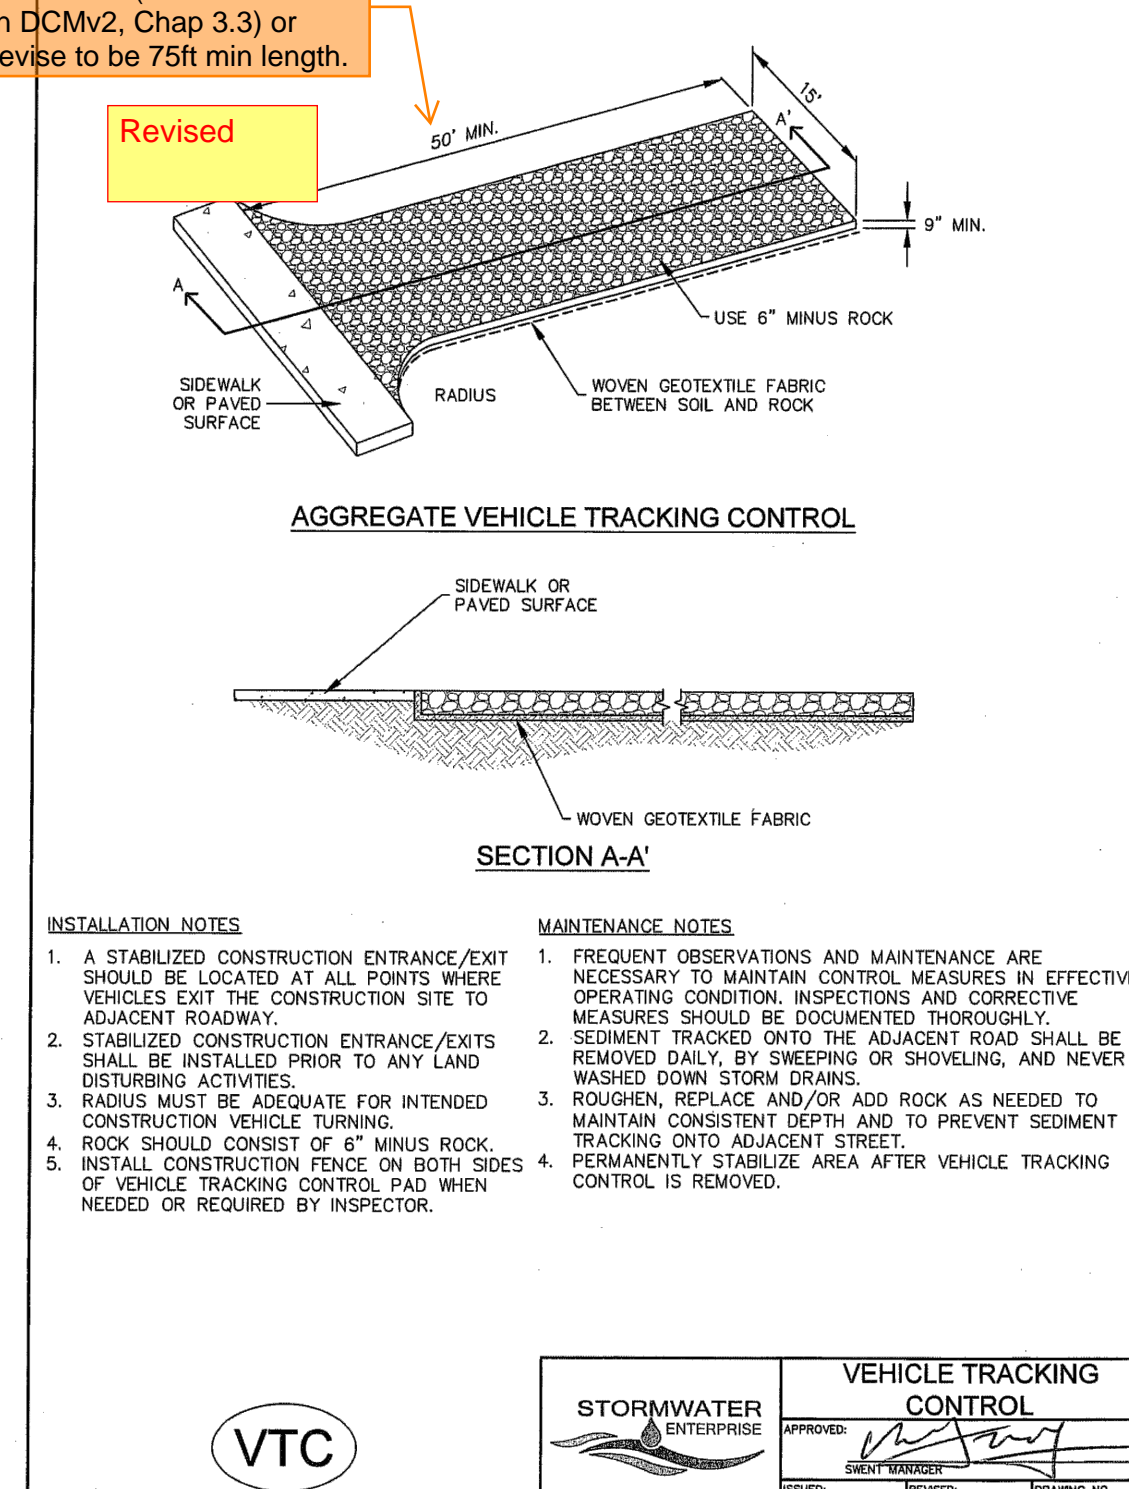 DCMv2, Chap 3.3) or
evise to be 75ft min length.
Revised
50' MIN.
15'
A'
9" MIN.
A
USE 6" MINUS ROCK
SIDEWALK
OR PAVED
SURFACE
RADIUS
WOVEN GEOTEXTILE FABRIC
BETWEEN SOIL AND ROCK
AGGREGATE VEHICLE TRACKING CONTROL
SIDEWALK OR
PAVED SURFACE
WOVEN GEOTEXTILE FABRIC
SECTION A-A'
INSTALLATION NOTES
1. A STABILIZED CONSTRUCTION ENTRANCE/EXIT
SHOULD BE LOCATED AT ALL POINTS WHERE
VEHICLES EXIT THE CONSTRUCTION SITE TO
ADJACENT ROADWAY.
2. STABILIZED CONSTRUCTION ENTRANCE/EXITS
SHALL BE INSTALLED PRIOR TO ANY LAND
DISTURBING ACTIVITIES.
3. RADIUS MUST BE ADEQUATE FOR INTENDED
CONSTRUCTION VEHICLE TURNING.
4. ROCK SHOULD CONSIST OF 6" MINUS ROCK.
5. INSTALL CONSTRUCTION FENCE ON BOTH SIDES
OF VEHICLE TRACKING CONTROL PAD WHEN
NEEDED OR REQUIRED BY INSPECTOR.
MAINTENANCE NOTES
1. FREQUENT OBSERVATIONS AND MAINTENANCE ARE
NECESSARY TO MAINTAIN CONTROL MEASURES IN EFFECTIV
OPERATING CONDITION. INSPECTIONS AND CORRECTIVE
MEASURES SHOULD BE DOCUMENTED THOROUGHLY.
2. SEDIMENT TRACKED ONTO THE ADJACENT ROAD SHALL BE
REMOVED DAILY, BY SWEEPING OR SHOVELING, AND NEVER
WASHED DOWN STORM DRAINS.
3. ROUGHEN, REPLACE AND/OR ADD ROCK AS NEEDED TO
MAINTAIN CONSISTENT DEPTH AND TO PREVENT SEDIMENT
TRACKING ONTO ADJACENT STREET.
4. PERMANENTLY STABILIZE AREA AFTER VEHICLE TRACKING
CONTROL IS REMOVED.
VTC
STORMWATER
ENTERPRISE
VEHICLE TRACKING
CONTROL
APPROVED:
SWENT MANAGER
ISSUED:
REVISED:
DRAWING NO.